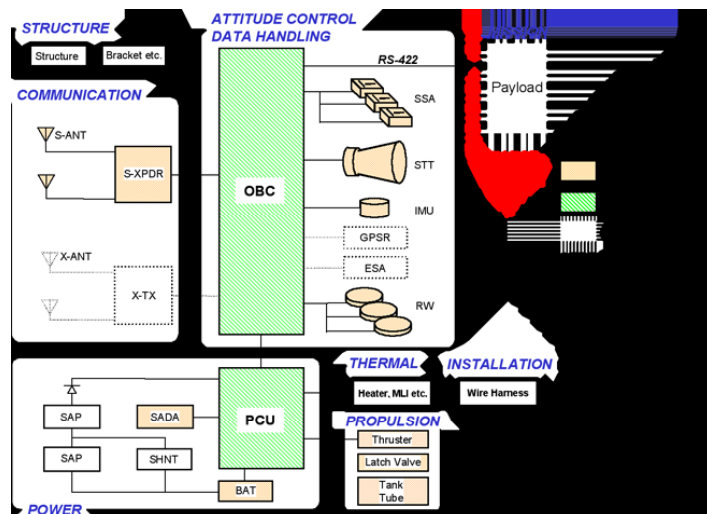 STRUCTURE
Structure
Bracket etc.
COMMUNICATION
S-ANT
S-XPDR
X-ANT
X-TX
ATTITUDE CONTROL
DATA HANDLING
RS-422
OBC
SSA
STT
IMU
GPSR
ESA
RW
MISSION
Payload
THERMAL
Heater, MLI etc.
INSTALLATION
Wire Harness
PROPULSION
Thruster
Latch Valve
Tank
Tube
PCU
SAP
SADA
SAP
SHNT
BAT
POWER